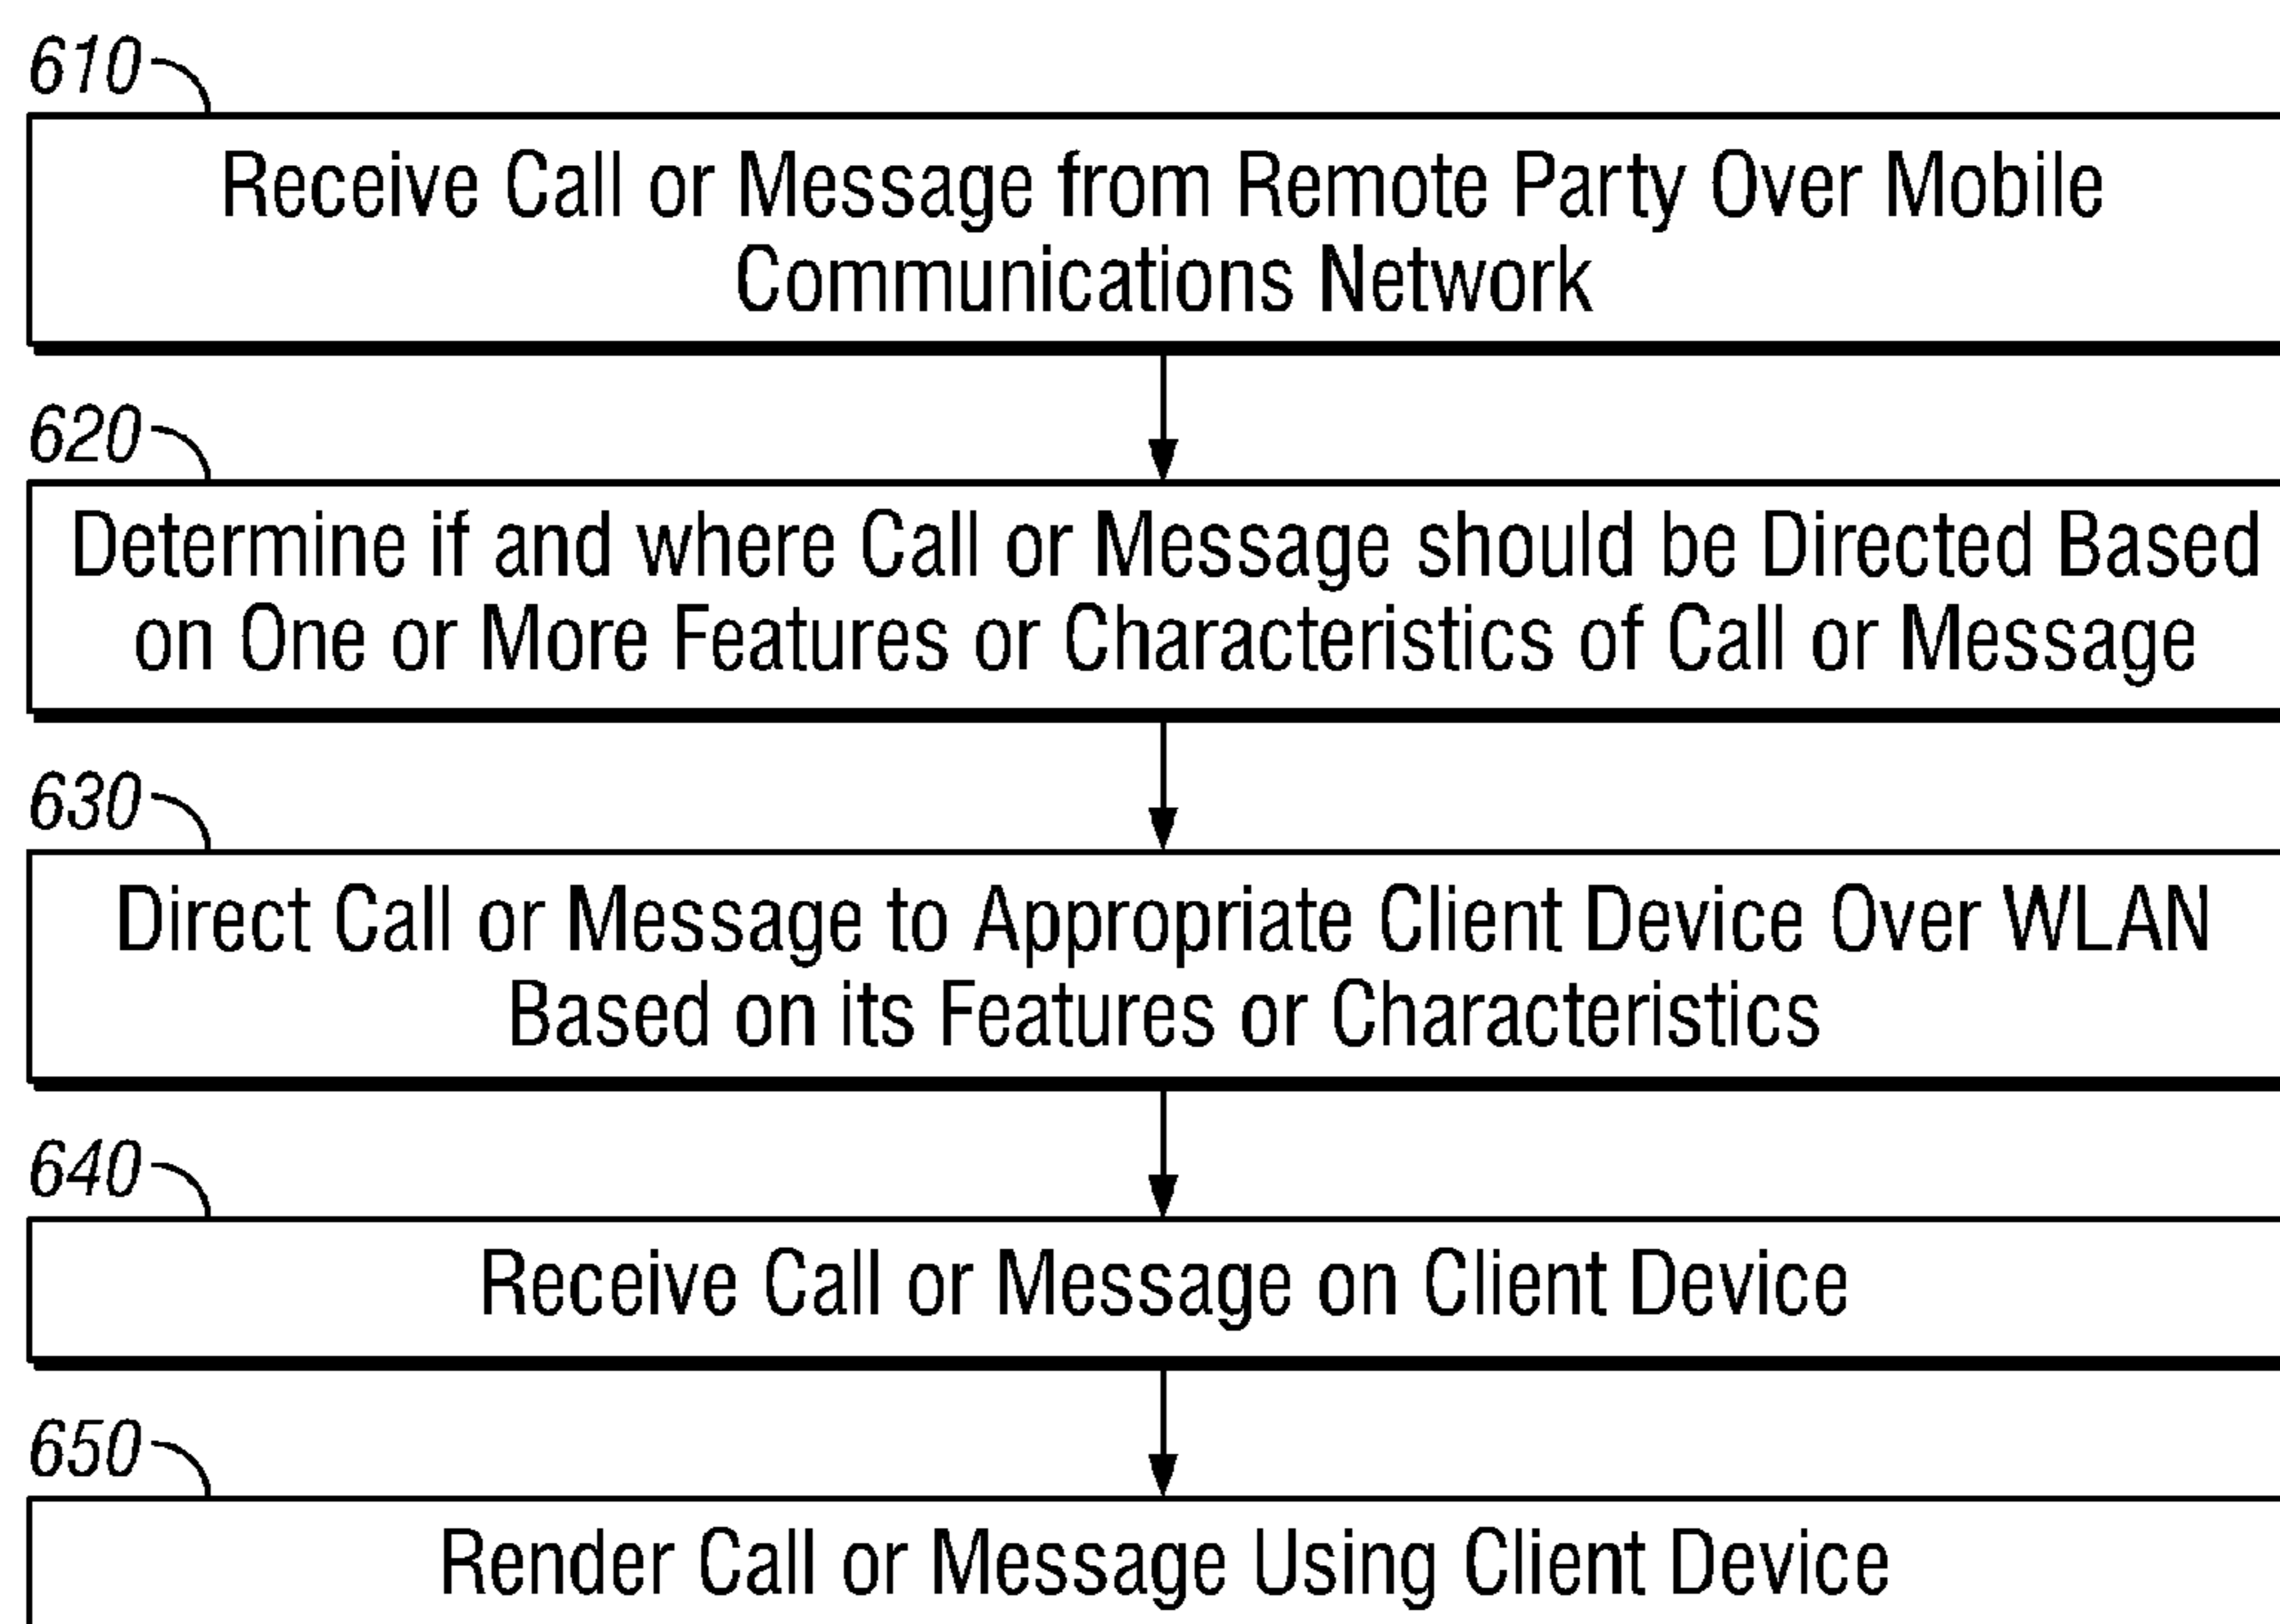 610
Receive Call or Message from Remote Party Over Mobile
Communications Network
620
Determine if and where Call or Message should be Directed Based
on One or More Features or Characteristics of Call or Message
630
Direct Call or Message to Appropriate Client Device Over WLAN
Based on its Features or Characteristics
640
Receive Call or Message on Client Device
650
Render Call or Message Using Client Device